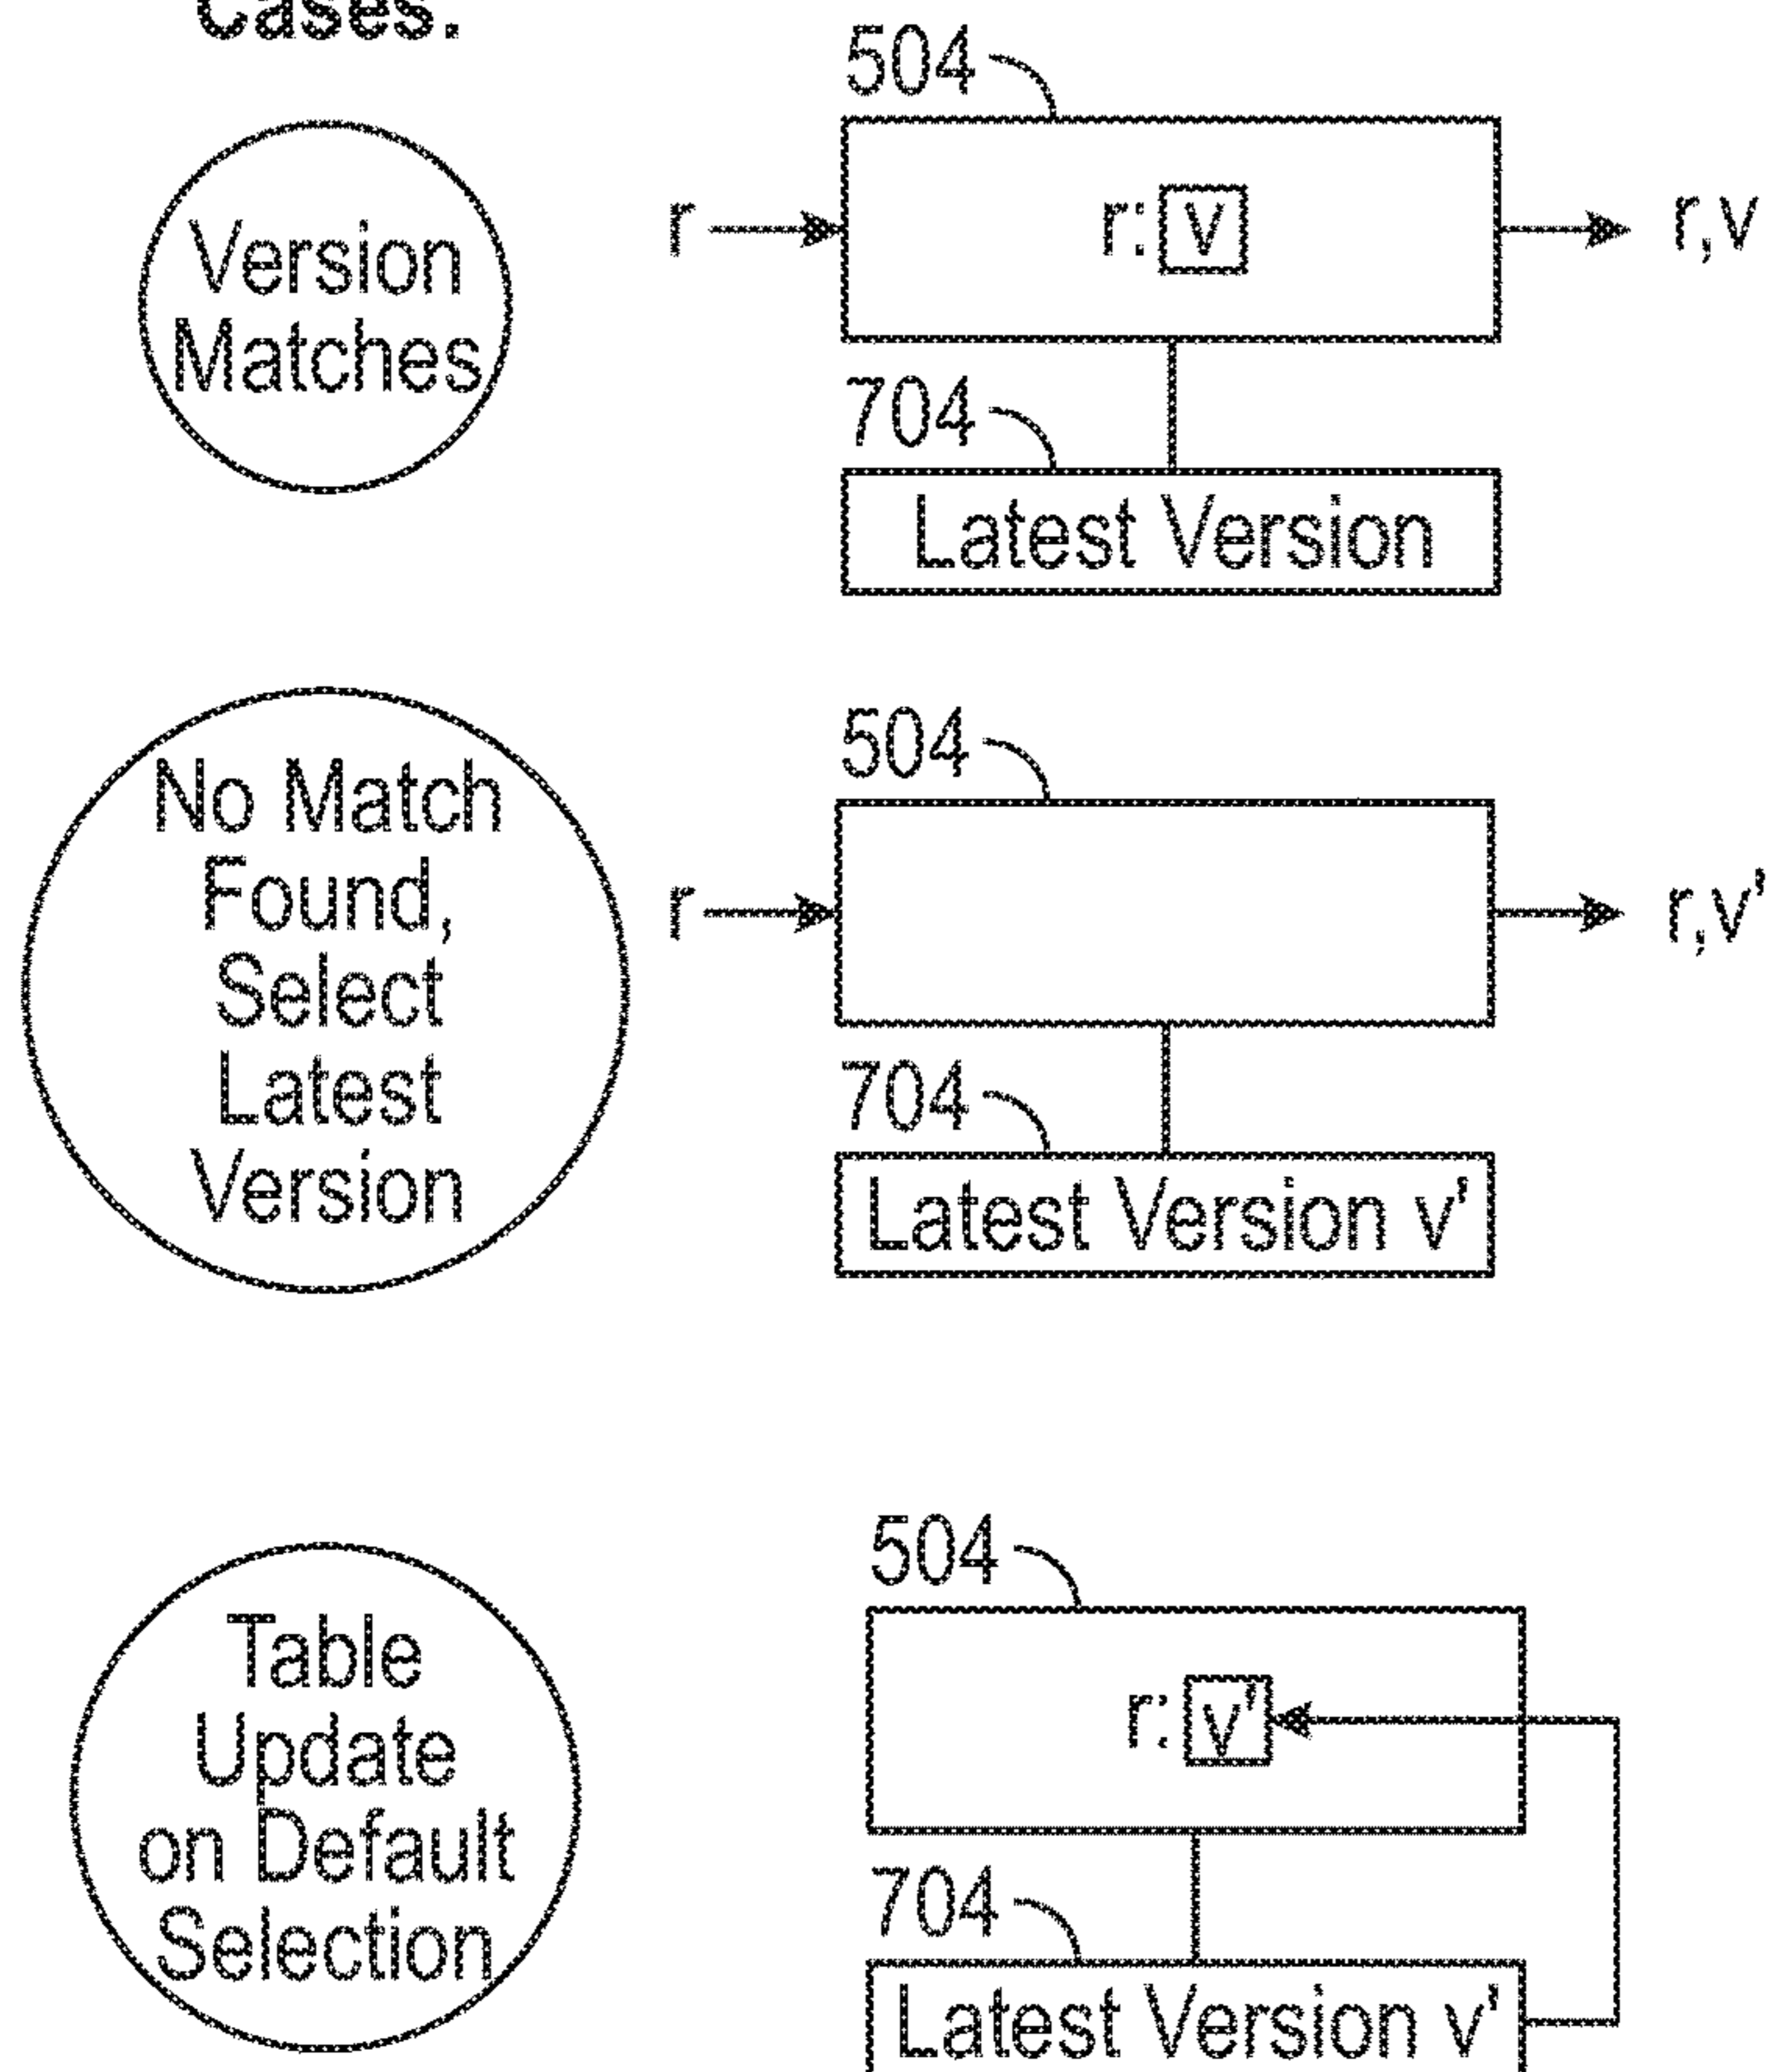 Cases:
504
Version
Matches
r
r: v
r,v
704
Latest Version
No Match
Found,
Select
Latest
Version
504
r
r,v'
704
Latest Version v'
Table
Update
on Default
Selection
504
r: v'
704
Latest Version v'